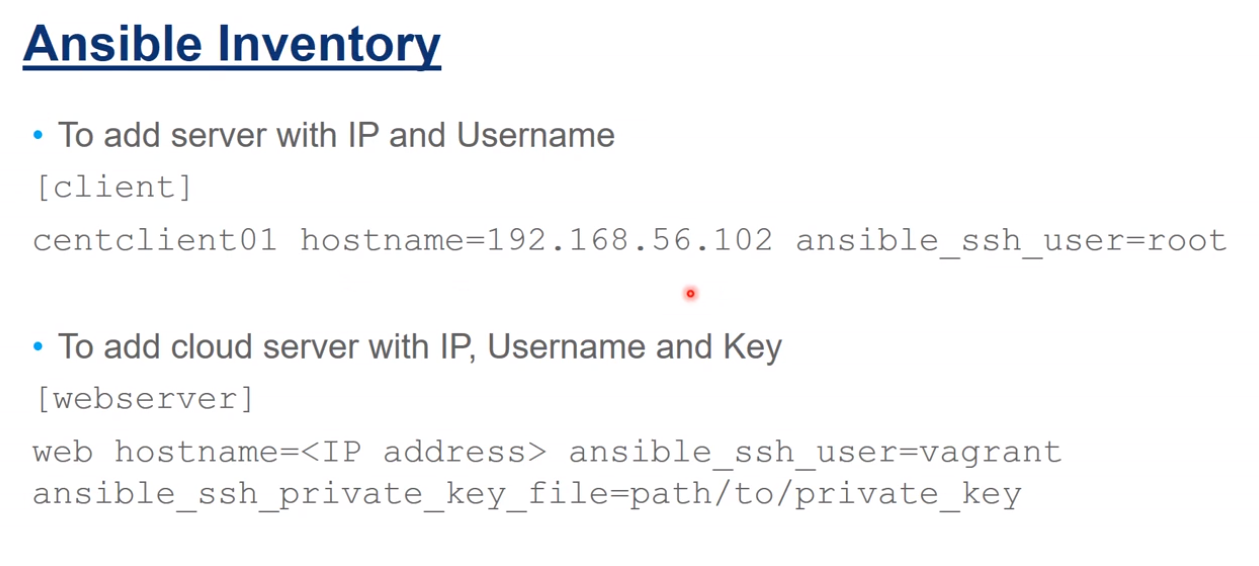 Ansible Inventory
• To add server with IP and Username
[client]
centclient01 hostname=192.168.56.102 ansible_ssh_user=root
• To add cloud server with IP, Username and Key
[webserver]
web hostname=<IP address> ansible_ssh_user=vagrant
ansible_ssh_private_key_file=path/to/private_key